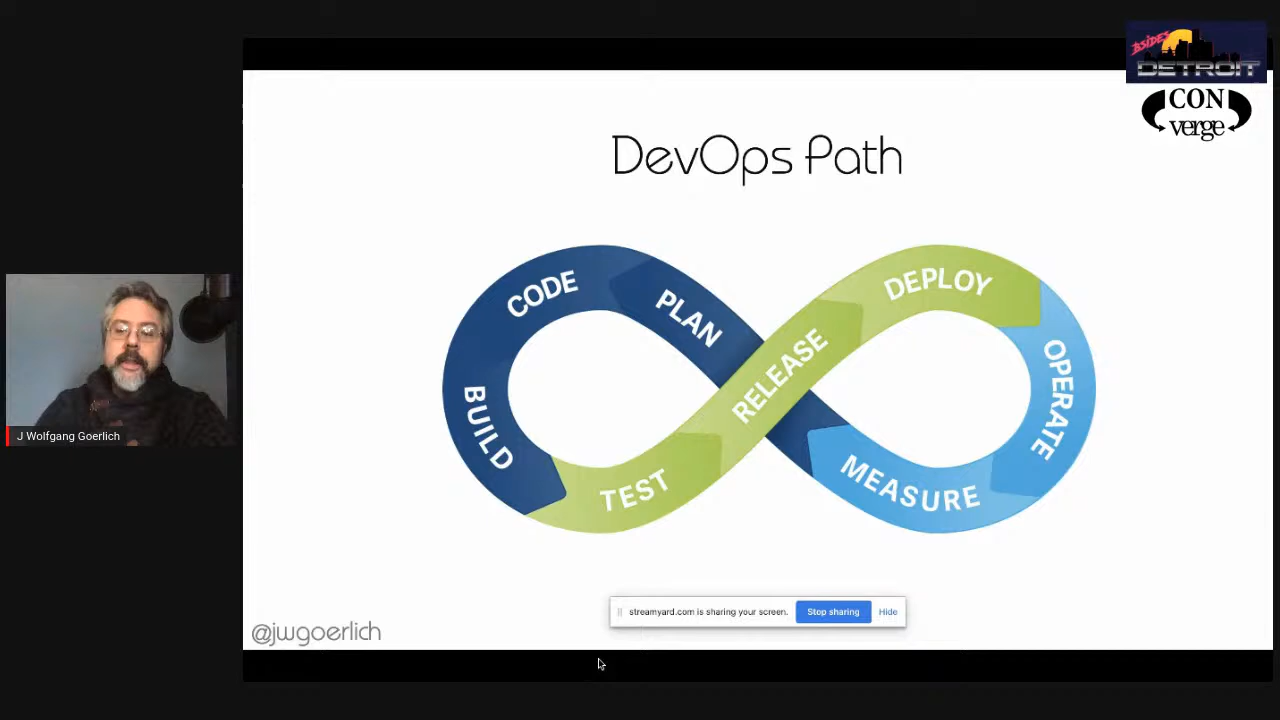 BSIDES
DETROIT
CON
verge
DevOps Path
PLAN
CODE
BUILD
TEST
RELEASE
DEPLOY
OPERATE
MEASURE
J Wolfgang Goerlich
streamyard.com is sharing your screen.
Stop sharing
Hide
@jwgoerlich